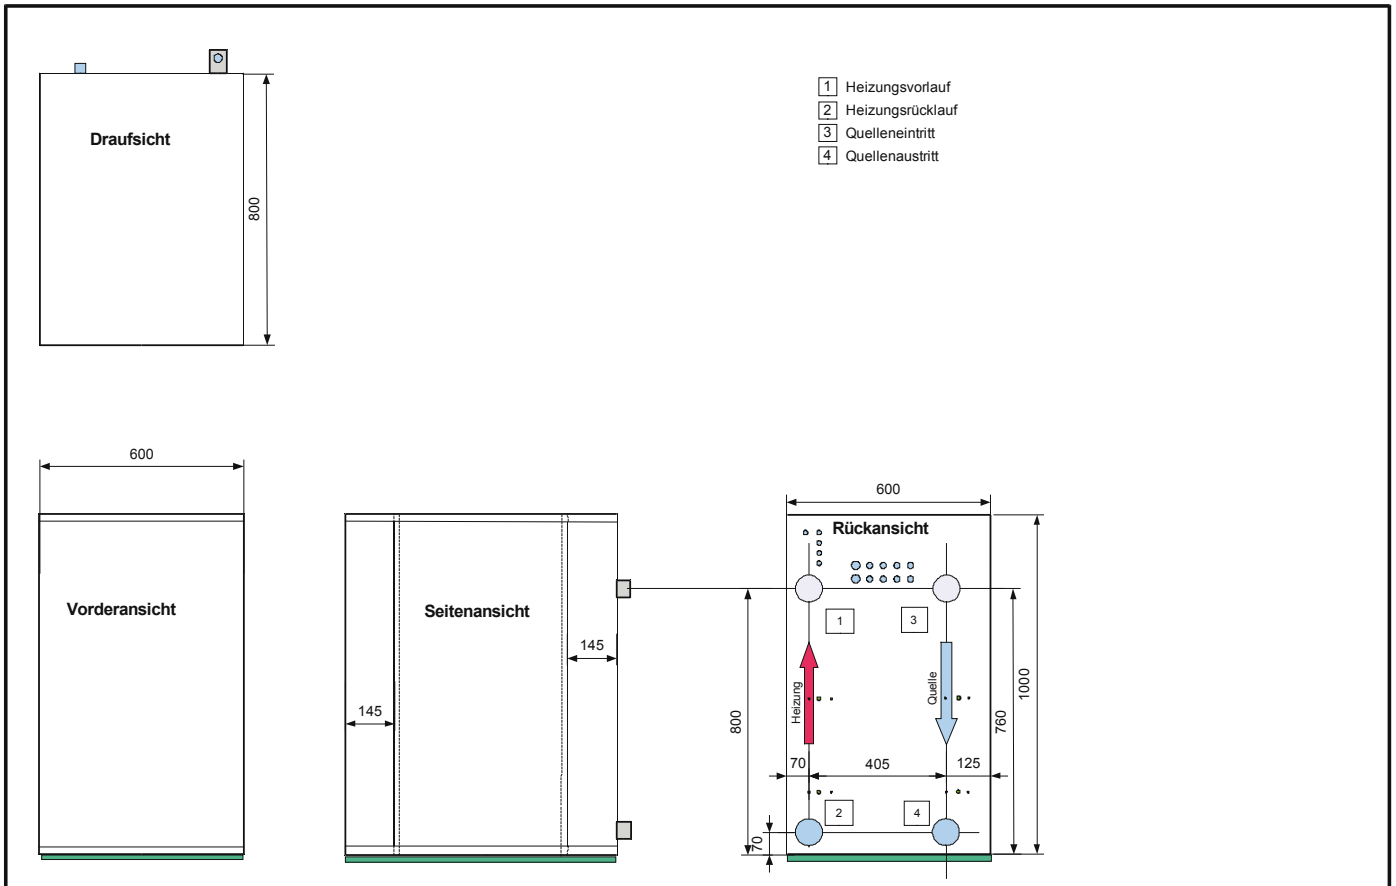 1 Heizungsvorlauf
2 Heizungsrücklauf
3 Quelleneintritt
4 Quellenaustritt
Draufsicht
800
600
Vorderansicht
Seitenansicht
145
145
600
Rückansicht
1
3
Heizung
Quelle
800
760
1000
70
405
125
2
4
70